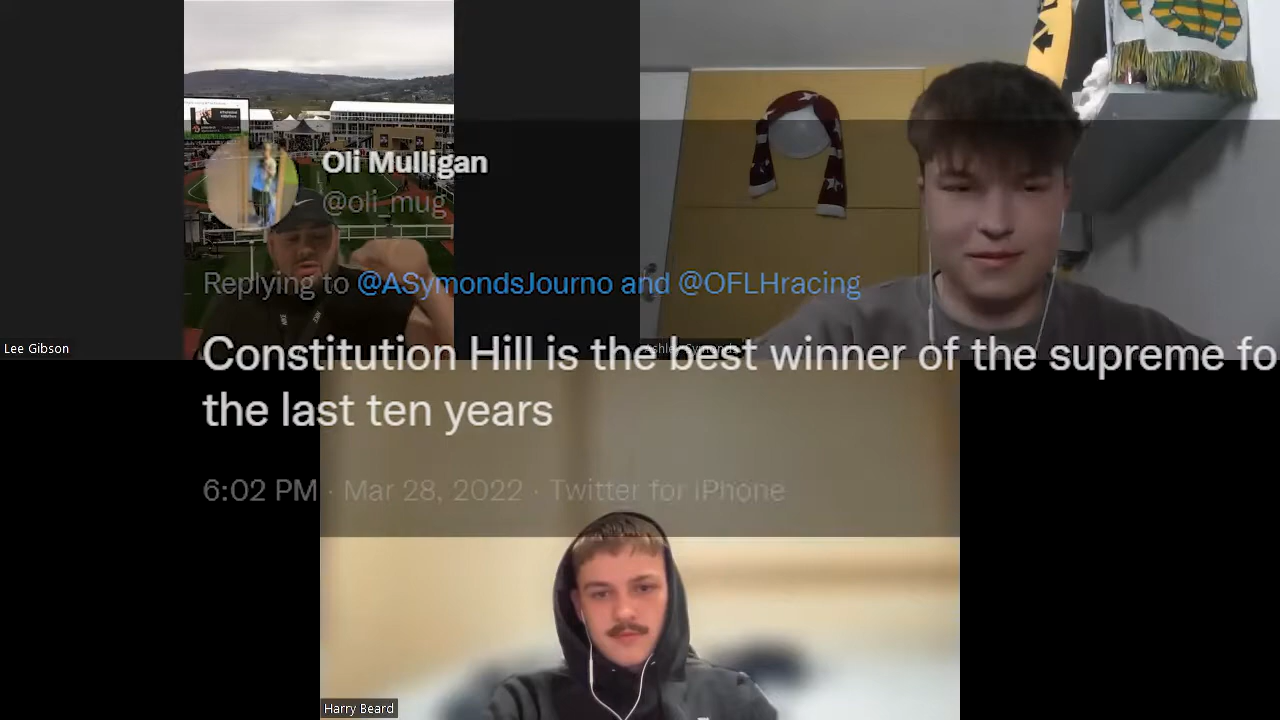 Oli Mulligan
@oli_mug
Replying to @ASymondsJourno and @OFLHracing
Lee Gibson
Constitution Hill is the best winner of the supreme fo
the last ten years
6:02 PM · Mar 28, 2022 · Twitter for iPhone
Harry Beard